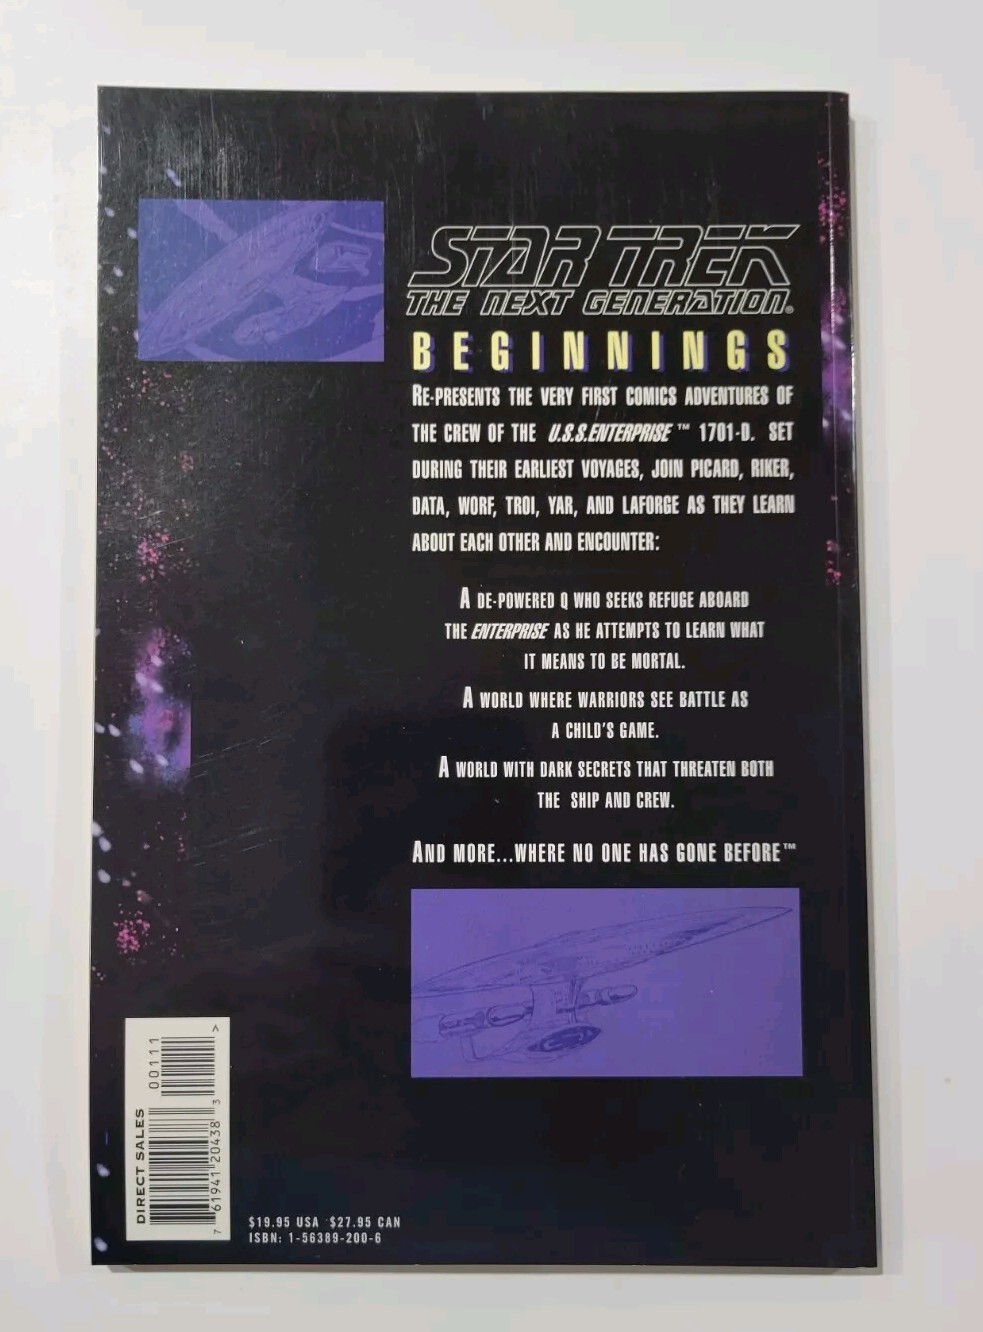 STAR TREK
THE NEXT GENERATION®
BEGINNINGS
RE-PRESENTS THE VERY FIRST COMICS ADVENTURES OF
THE CREW OF THE U.S.S.ENTERPRISE™ 1701-D. SET
DURING THEIR EARLIEST VOYAGES, JOIN PICARD, RIKER,
DATA, WORF, TROI, YAR, AND LAFORGE AS THEY LEARN
ABOUT EACH OTHER AND ENCOUNTER:
A DE-POWERED Q WHO SEEKS REFUGE ABOARD
THE ENTERPRISE AS HE ATTEMPTS TO LEARN WHAT
IT MEANS TO BE MORTAL.
A WORLD WHERE WARRIORS SEE BATTLE AS
A CHILD'S GAME.
A WORLD WITH DARK SECRETS THAT THREATEN BOTH
THE SHIP AND CREW.
AND MORE...WHERE NO ONE HAS GONE BEFORE™
DIRECT SALES
00111 >
7 61941 20438 3
$19.95 USA $27.95 CAN
ISBN: 1-56389-200-6